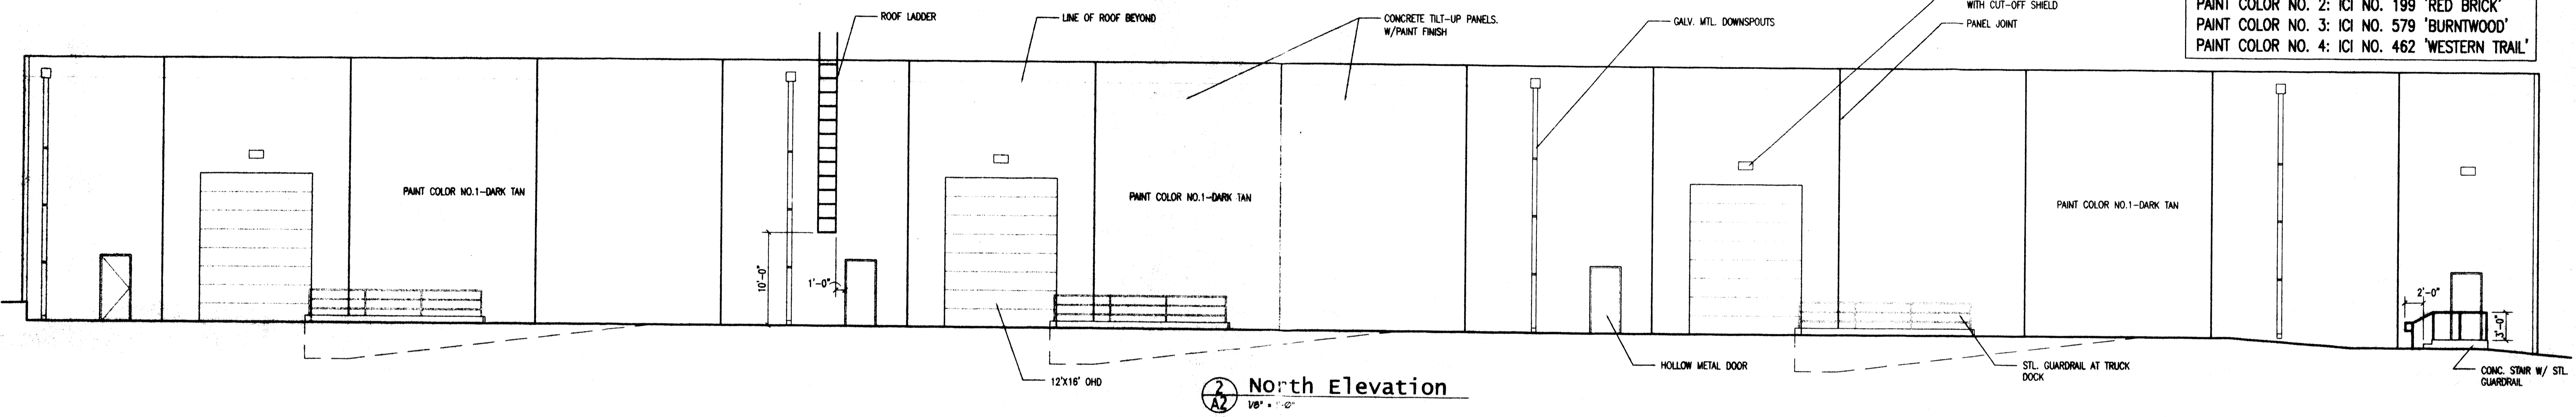 ROOF LADDER
LINE OF ROOF BEYOND
CONCRETE TILT-UP PANELS.
W/PAINT FINISH
GALV. MTL. DOWNSPOUTS
WITH CUT-OFF SHIELD
PANEL JOINT
PAINT COLOR NO. 2: ICI NO. 199 'RED BRICK'
PAINT COLOR NO. 3: ICI NO. 579 'BURNTWOOD'
PAINT COLOR NO. 4: ICI NO. 462 'WESTERN TRAIL'
PAINT COLOR NO.1-DARK TAN
PAINT COLOR NO.1-DARK TAN
PAINT COLOR NO.1-DARK TAN
10'-0"
1'-0"
2'-0"
3'-0"
12'X16' OHD
HOLLOW METAL DOOR
STL. GUARDRAIL AT TRUCK
DOCK
CONC. STAIR W/ STL.
GUARDRAIL
2
A2
North Elevation
1/8" = 1'-0"